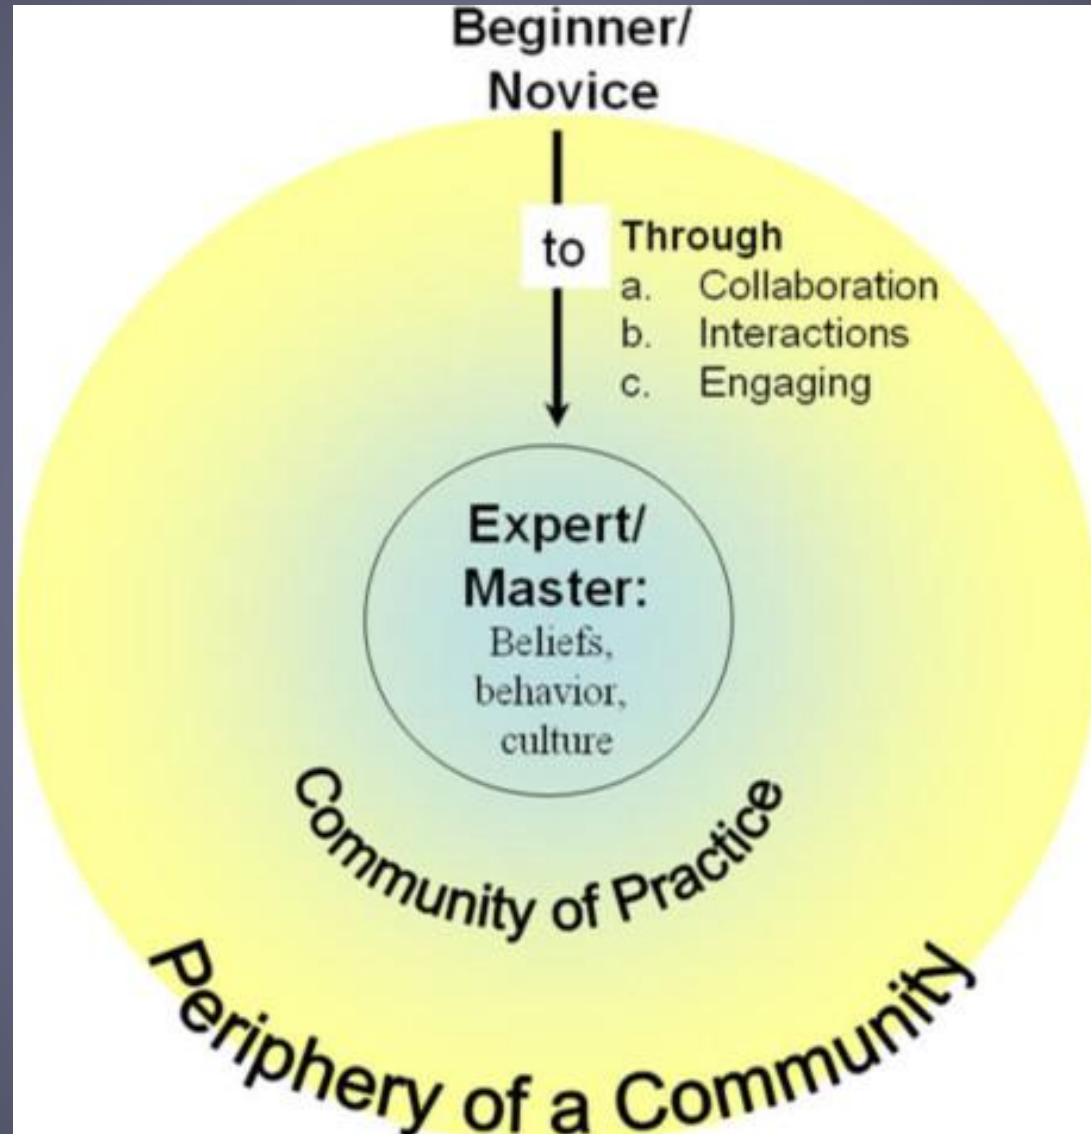 Beginner/
Novice
to
Through
a. Collaboration
b. Interactions
c. Engaging
Expert/
Master:
Beliefs,
behavior,
culture
Community of Practice
Periphery of a Community